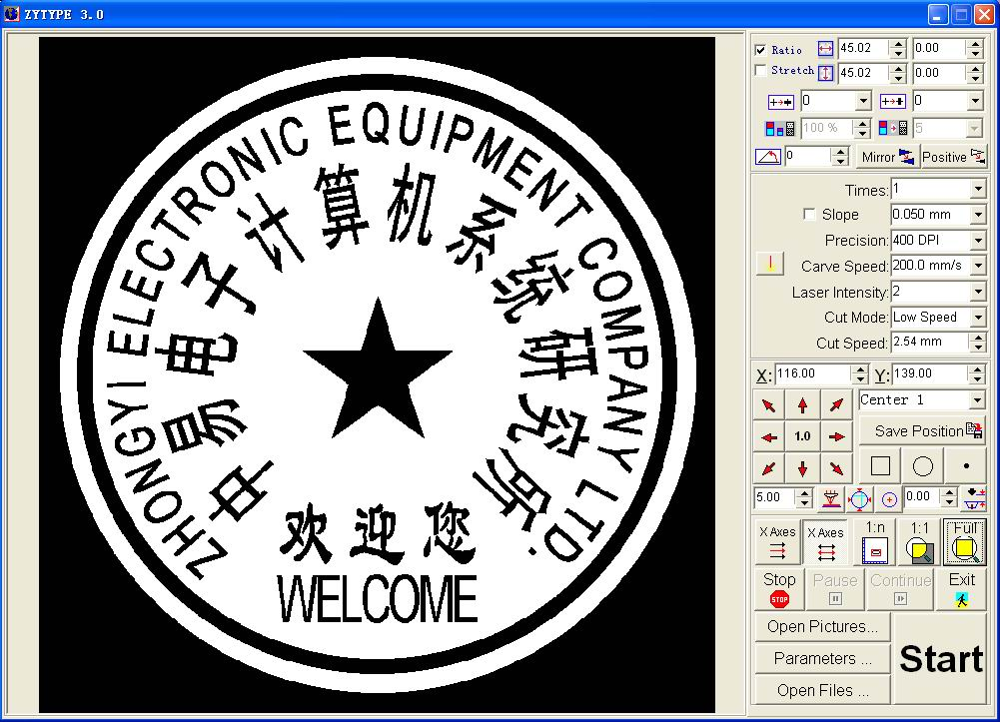 ZYTYPE 3.0
ZHONGYI ELECTRONIC EQUIPMENT COMPANY LTD.
中易电子计算机系统研究所
欢迎您
WELCOME
Ratio 45.02 0.00
Stretch 45.02 0.00
0 0
100 % 5
0 Mirror Positive
Times: 1
Slope 0.050 mm
Precision: 400 DPI
Carve Speed: 200.0 mm/s
Laser Intensity: 2
Cut Mode: Low Speed
Cut Speed: 2.54 mm
X: 116.00 Y: 139.00
Center 1
1.0 Save Position
5.00 0.00
X Axes X Axes 1:n 1:1 Full
Stop Pause Continue Exit
STOP
Open Pictures...
Parameters ...
Open Files ...
Start